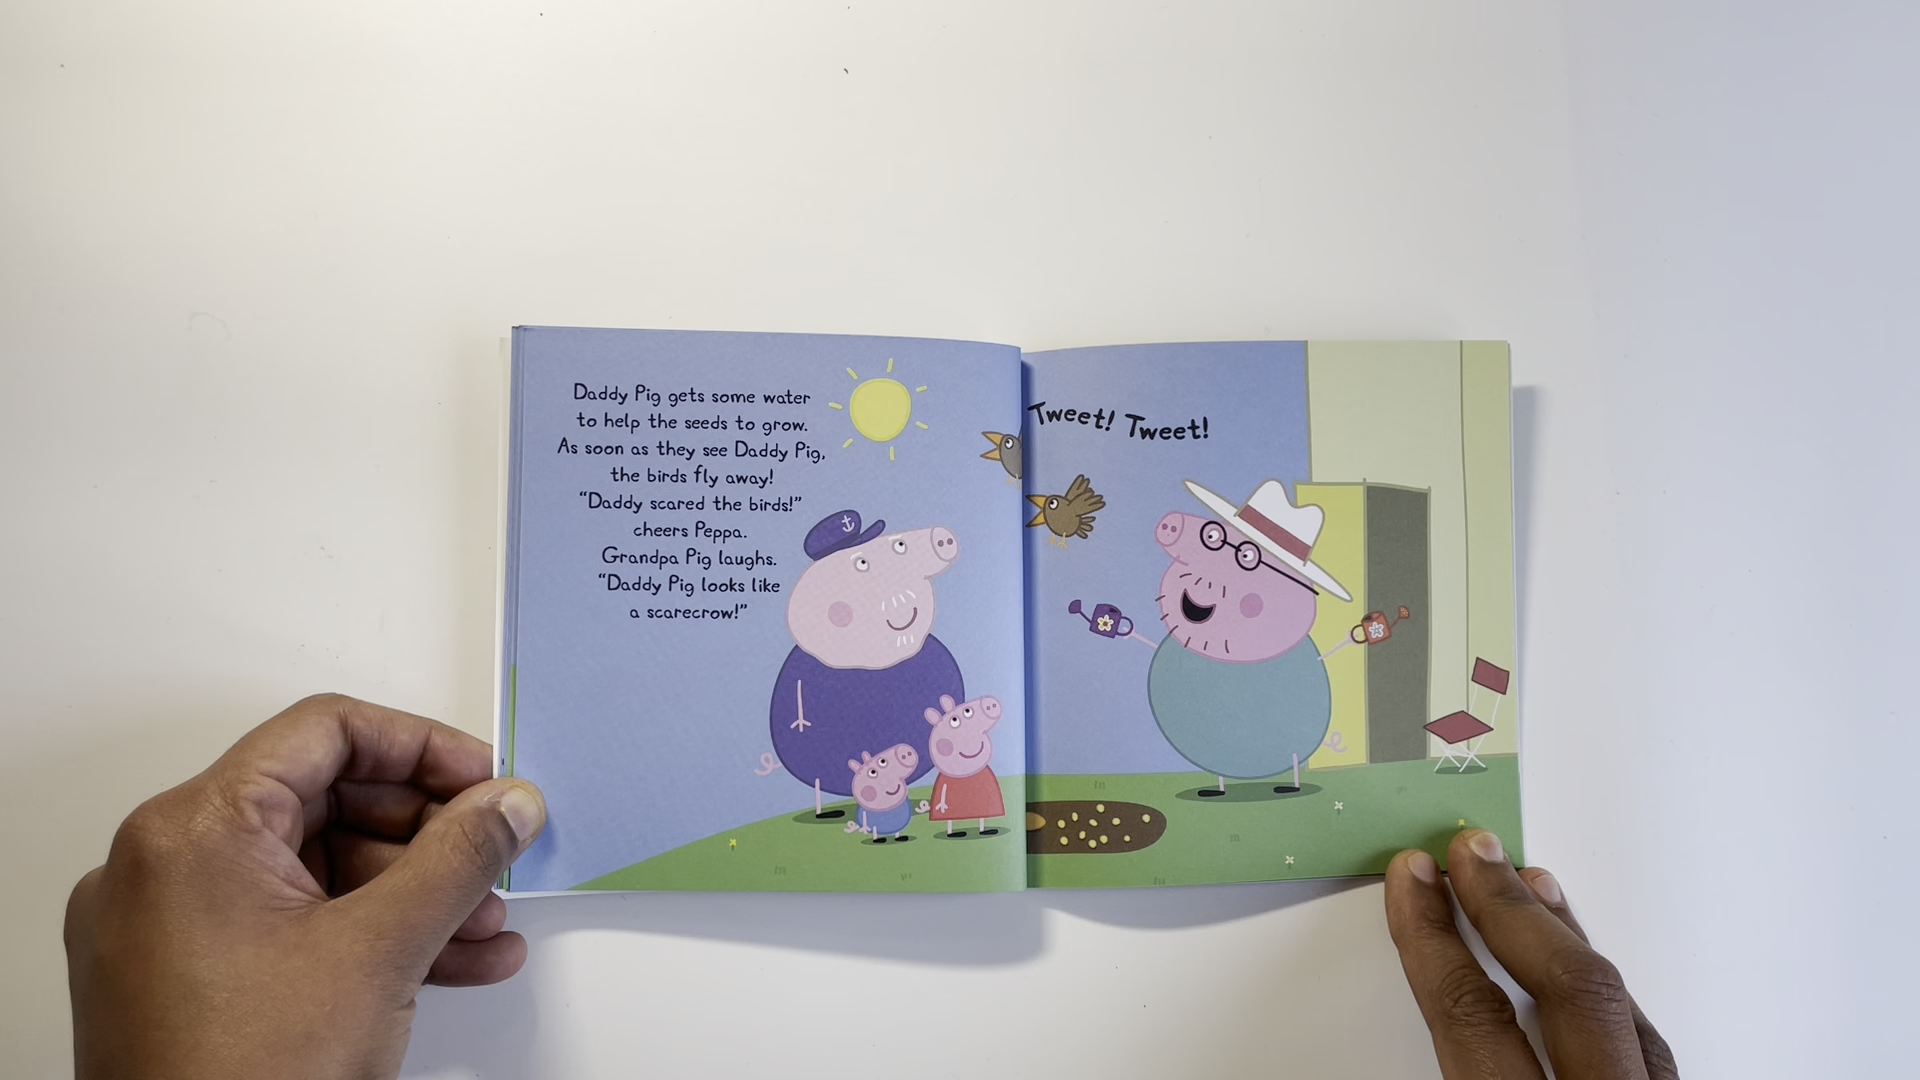 Daddy Pig gets some water
to help the seeds to grow.
As soon as they see Daddy Pig,
the birds fly away!
“Daddy scared the birds!”
cheers Peppa.
Grandpa Pig laughs.
“Daddy Pig looks like
a scarecrow!”
Tweet! Tweet!